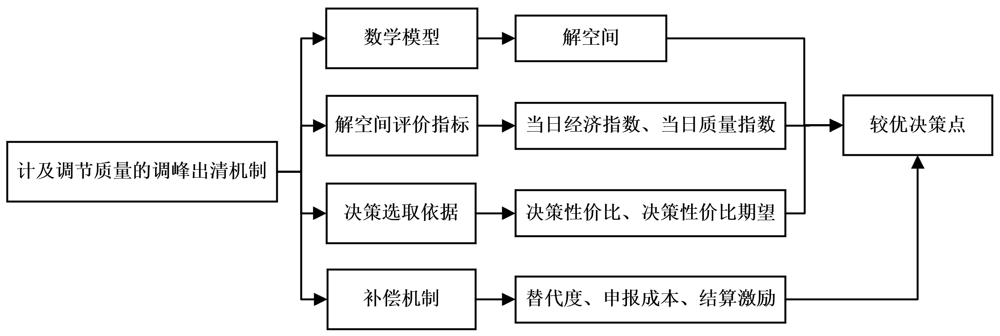 数学模型
解空间
解空间评价指标
当日经济指数、当日质量指数
较优决策点
计及调节质量的调峰出清机制
决策选取依据
决策性价比、决策性价比期望
补偿机制
替代度、申报成本、结算激励